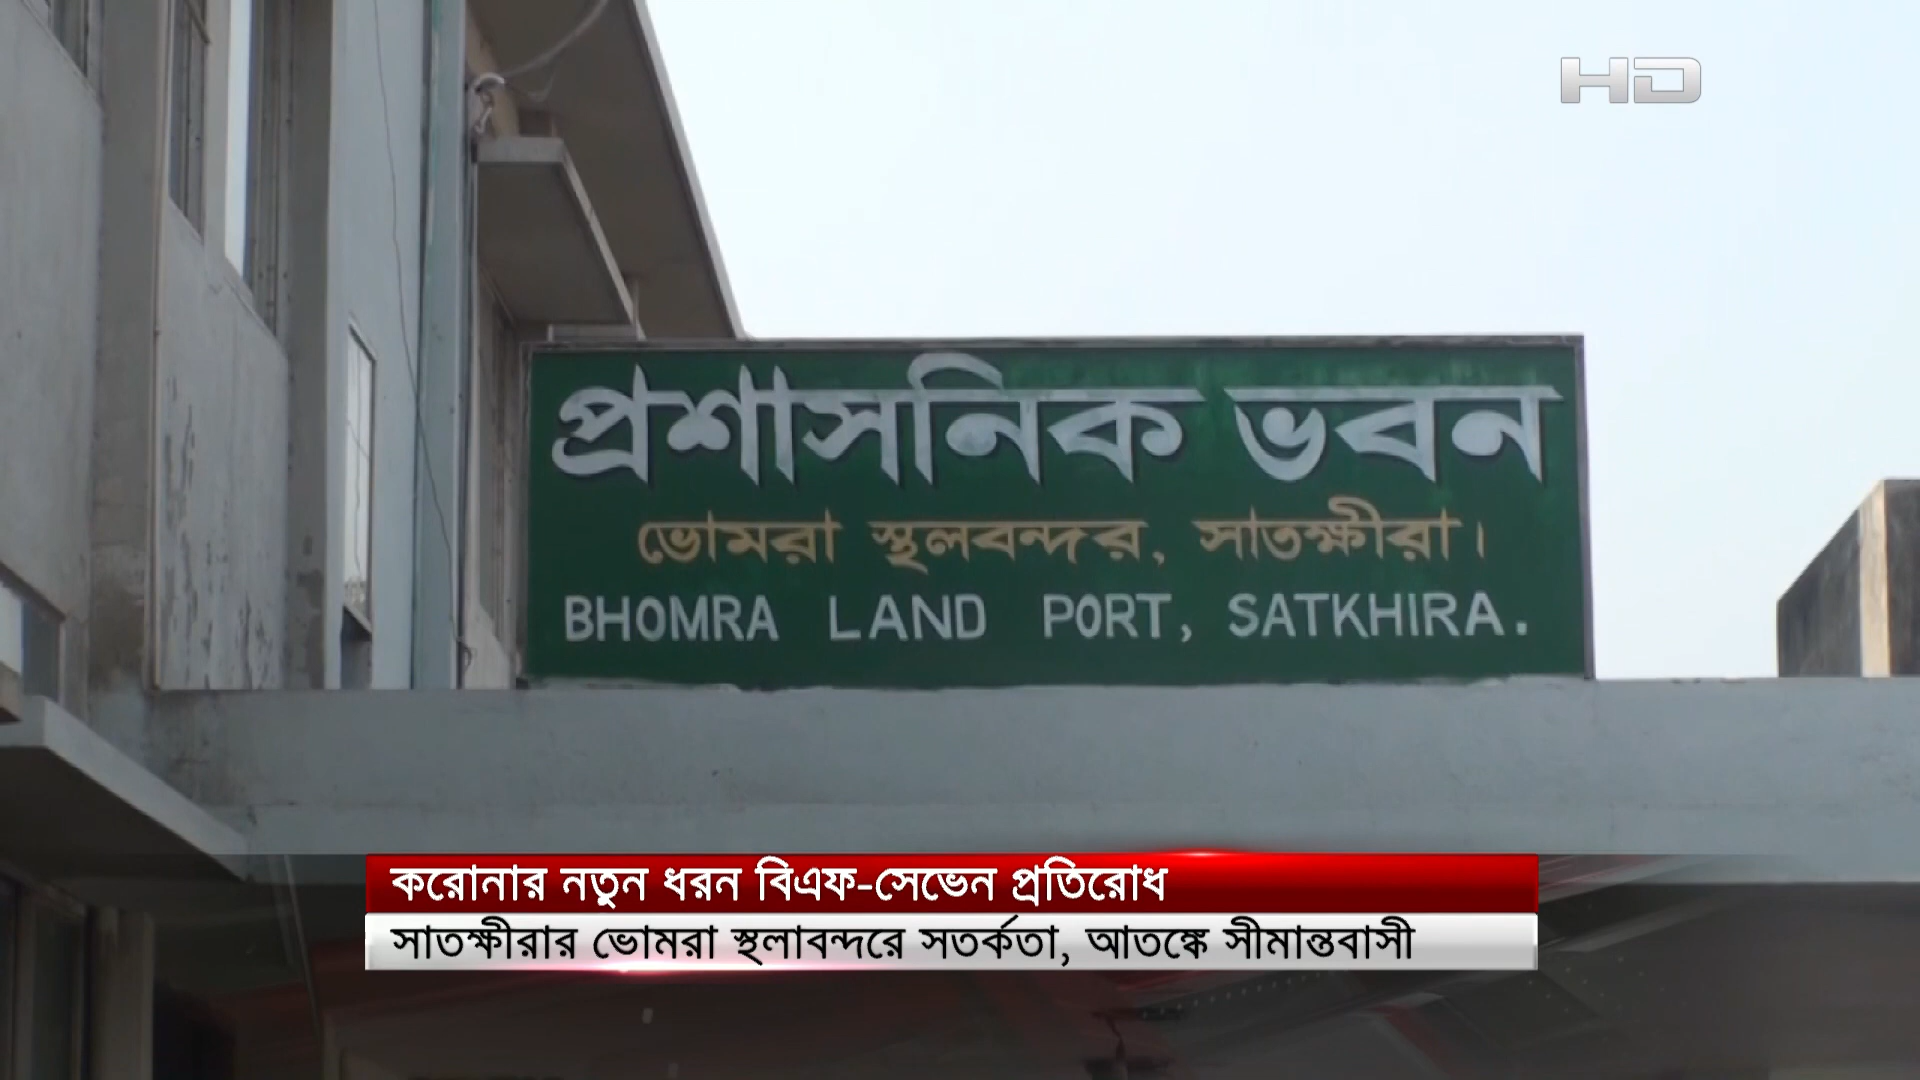 HD
প্রশাসনিক ভবন
ভোমরা স্থলবন্দর, সাতক্ষীরা।
BHOMRA LAND PORT, SATKHIRA.
করোনার নতুন ধরন বিএফ-সেভেন প্রতিরোধ
সাতক্ষীরার ভোমরা স্থলাবন্দরে সতর্কতা, আতঙ্কে সীমান্তবাসী